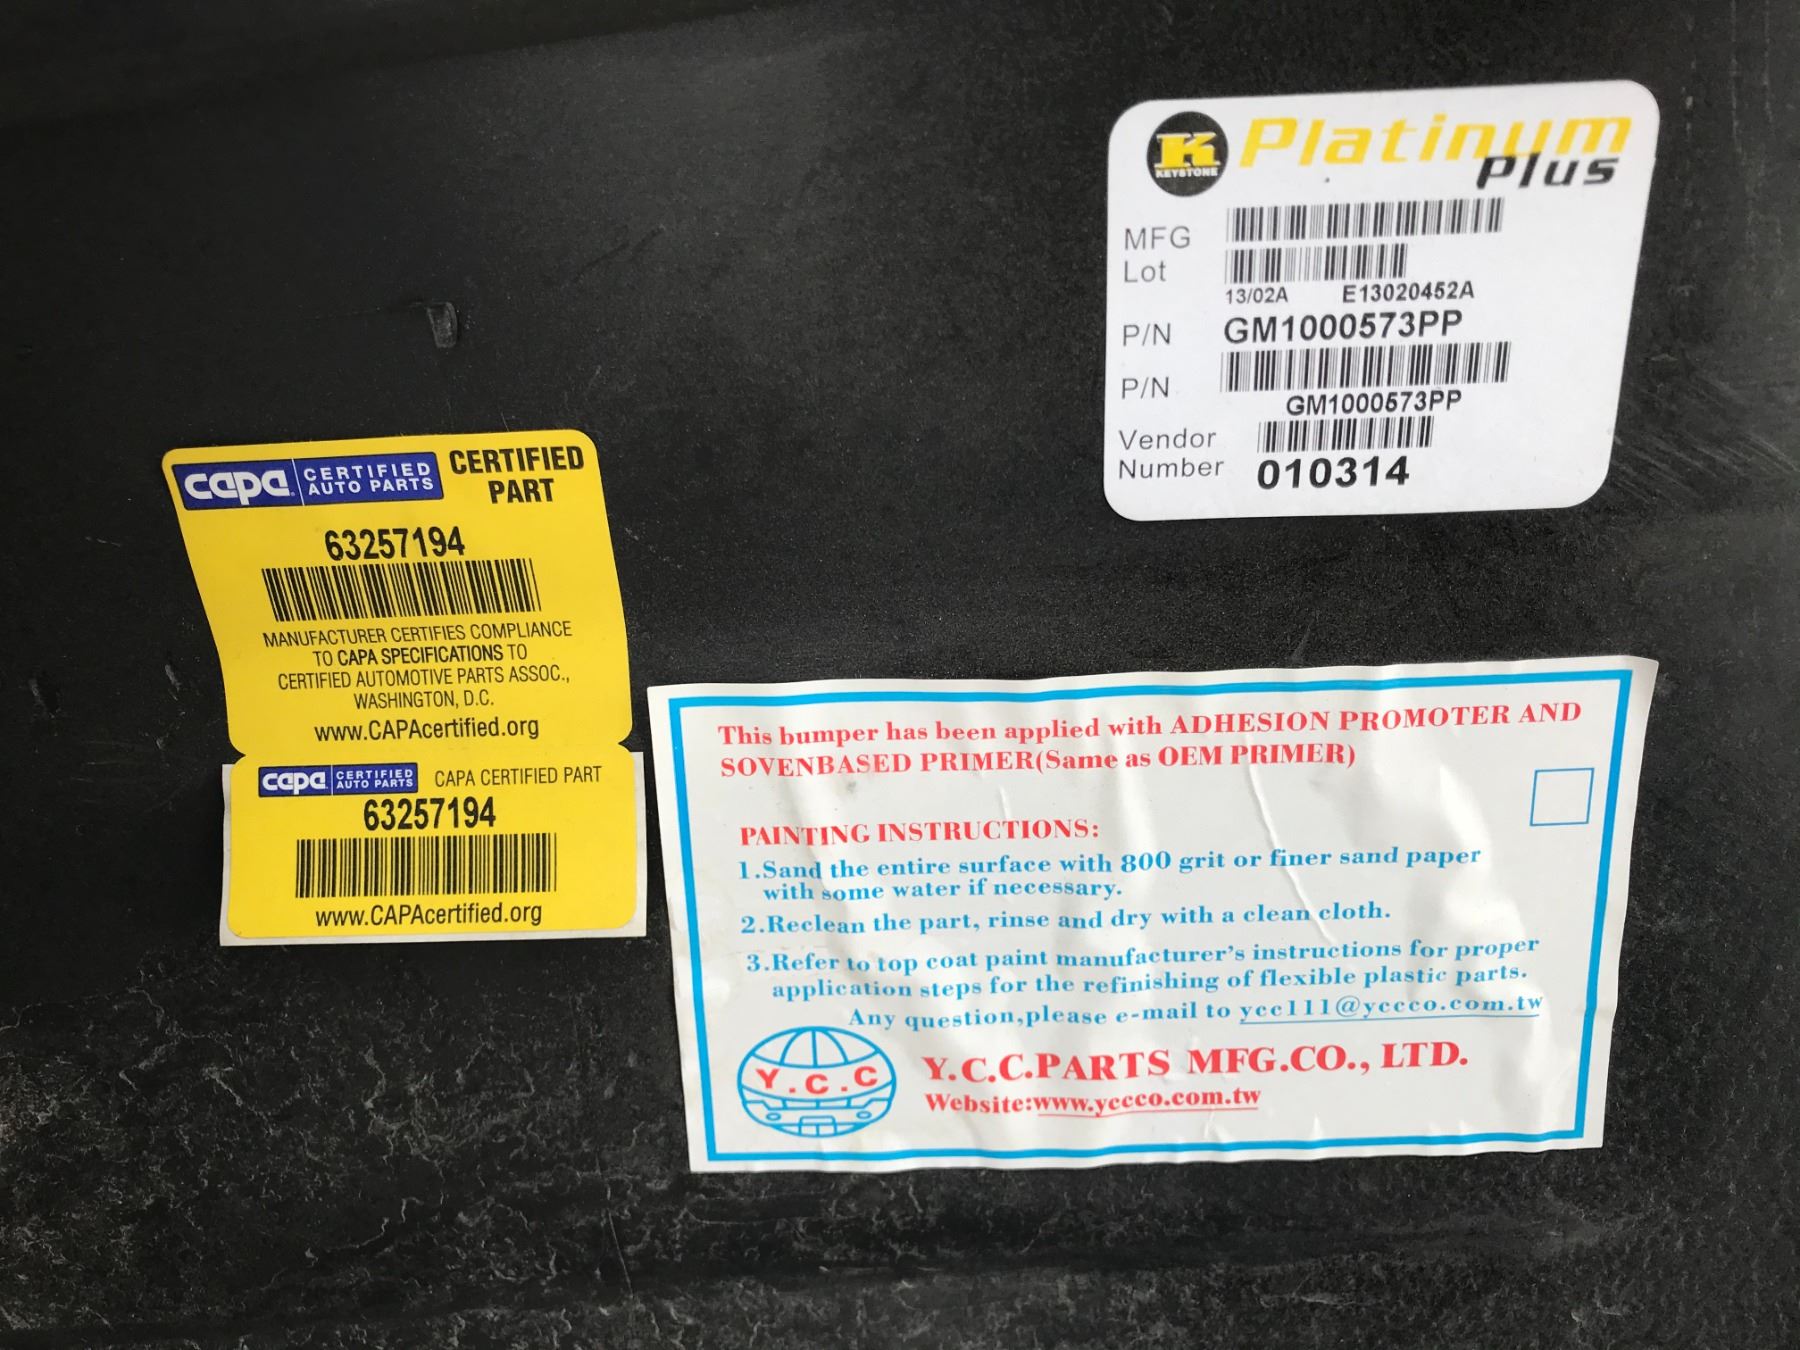 K
KEYSTONE
Platinum
Plus
MFG
Lot
13/02A E13020452A
P/N GM1000573PP
P/N
GM1000573PP
Vendor
Number 010314
capa CERTIFIED
AUTO PARTS
CERTIFIED
PART
63257194
MANUFACTURER CERTIFIES COMPLIANCE
TO CAPA SPECIFICATIONS TO
CERTIFIED AUTOMOTIVE PARTS ASSOC.,
WASHINGTON, D.C.
www.CAPAcertified.org
capa CERTIFIED
AUTO PARTS
CAPA CERTIFIED PART
63257194
www.CAPAcertified.org
This bumper has been applied with ADHESION PROMOTER AND
SOVENBASED PRIMER(Same as OEM PRIMER)
PAINTING INSTRUCTIONS:
1.Sand the entire surface with 800 grit or finer sand paper
with some water if necessary.
2.Reclean the part, rinse and dry with a clean cloth.
3.Refer to top coat paint manufacturer's instructions for proper
application steps for the refinishing of flexible plastic parts.
Any question,please e-mail to ycc111@yccco.com.tw
Y.C.C
Y.C.C.PARTS MFG.CO., LTD.
Website:www.yccco.com.tw